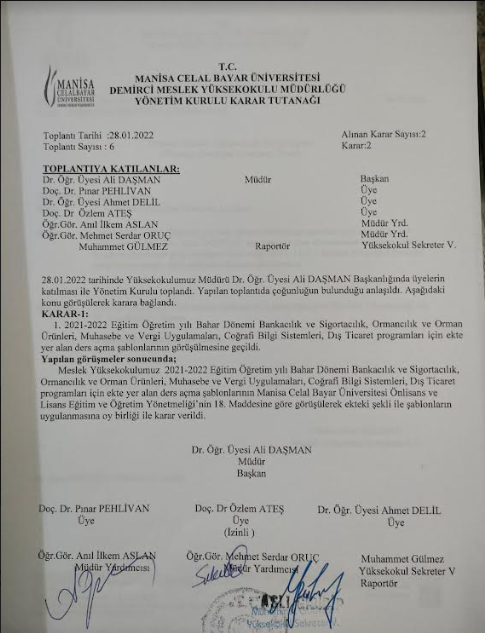 T.C.
MANİSA CELAL BAYAR ÜNİVERSİTESİ
DEMİRCİ MESLEK YÜKSEKOKULU MÜDÜRLÜĞÜ
YÖNETİM KURULU KARAR TUTANAĞI
MANİSA
CELAL BAYAR
ÜNİVERSİTESİ
Toplantı Tarihi :28.01.2022 Alınan Karar Sayısı:2
Toplantı Sayısı : 6 Karar:2
TOPLANTIYA KATILANLAR:
Dr. Öğr. Üyesi Ali DAŞMAN Müdür Başkan
Doç. Dr. Pınar PEHLİVAN Üye
Dr. Öğr. Üyesi Ahmet DELİL Üye
Doç. Dr Özlem ATEŞ Üye
Öğr.Gör. Anıl İlkem ASLAN Müdür Yrd.
Öğr.Gör. Mehmet Serdar ORUÇ Müdür Yrd.
Muhammet GÜLMEZ Raportör Yüksekokul Sekreter V.
28.01.2022 tarihinde Yüksekokulumuz Müdürü Dr. Öğr. Üyesi Ali DAŞMAN Başkanlığında üyelerin
katılması ile Yönetim Kurulu toplandı. Yapılan toplantıda çoğunluğun bulunduğu anlaşıldı. Aşağıdaki
konu görüşülerek karara bağlandı.
KARAR-1:
1. 2021-2022 Eğitim Öğretim yılı Bahar Dönemi Bankacılık ve Sigortacılık, Ormancılık ve Orman
Ürünleri, Muhasebe ve Vergi Uygulamaları, Coğrafi Bilgi Sistemleri, Dış Ticaret programları için ekte
yer alan ders açma şablonlarının görüşülmesine geçildi.
Yapılan görüşmeler sonucunda;
Meslek Yüksekokulumuz 2021-2022 Eğitim Öğretim yılı Bahar Dönemi Bankacılık ve Sigortacılık,
Ormancılık ve Orman Ürünleri, Muhasebe ve Vergi Uygulamaları, Coğrafi Bilgi Sistemleri, Dış Ticaret
programları için ekte yer alan ders açma şablonlarının Manisa Celal Bayar Üniversitesi Önlisans ve
Lisans Eğitim ve Öğretim Yönetmeliği'nin 18. Maddesine göre görüşülerek ekteki şekli ile şablonların
uygulanmasına oy birliği ile karar verildi.
Dr. Öğr. Üyesi Ali DAŞMAN
Müdür
Başkan
Doç. Dr. Pınar PEHLİVAN Doç. Dr Özlem ATEŞ Dr. Öğr. Üyesi Ahmet DELİL
Üye Üye Üye
(İzinli )
Öğr.Gör. Anıl İlkem ASLAN Öğr.Gör. Mehmet Serdar ORUÇ Muhammet Gülmez
Müdür Yardımcısı Müdür Yardımcısı Yüksekokul Sekreter V
Raportör
Yüksekokul Sekreter V.